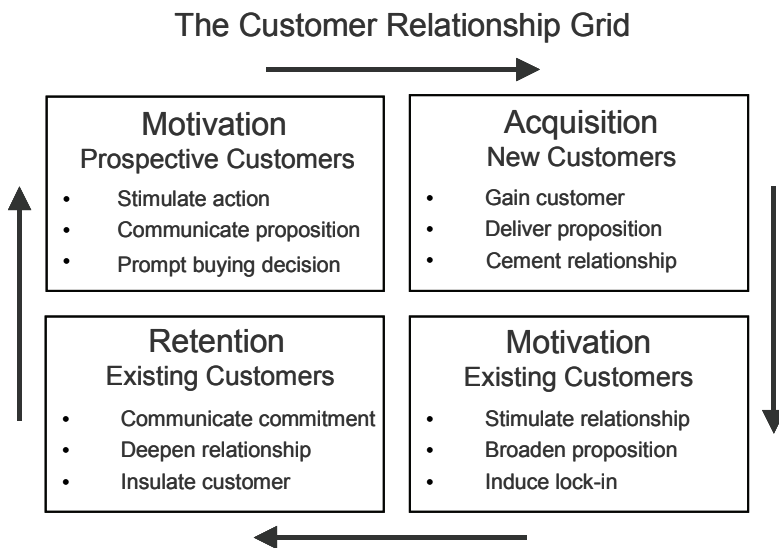 The Customer Relationship Grid
Motivation
Prospective Customers
• Stimulate action
• Communicate proposition
• Prompt buying decision
Acquisition
New Customers
• Gain customer
• Deliver proposition
• Cement relationship
Retention
Existing Customers
• Communicate commitment
• Deepen relationship
• Insulate customer
Motivation
Existing Customers
• Stimulate relationship
• Broaden proposition
• Induce lock-in